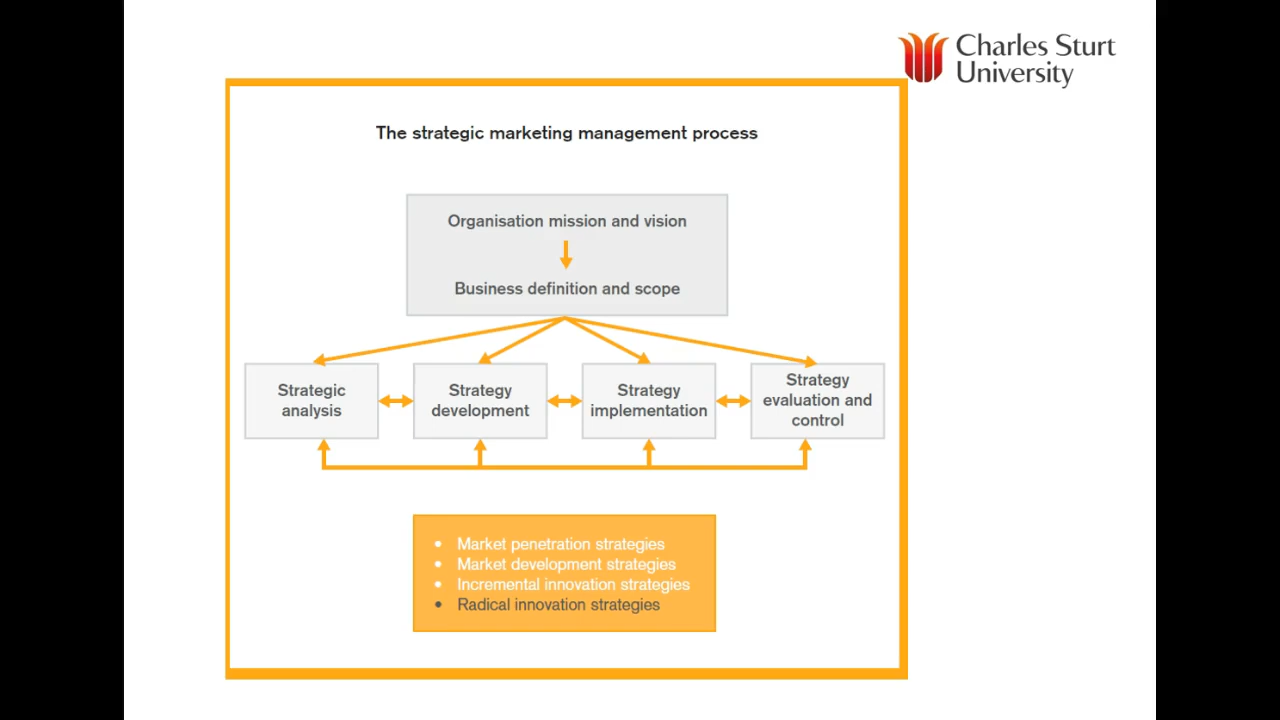 Charles Sturt
University
The strategic marketing management process
Organisation mission and vision
Business definition and scope
Strategic
analysis
Strategy
development
Strategy
implementation
Strategy
evaluation and
control
• Market penetration strategies
• Market development strategies
• Incremental innovation strategies
• Radical innovation strategies